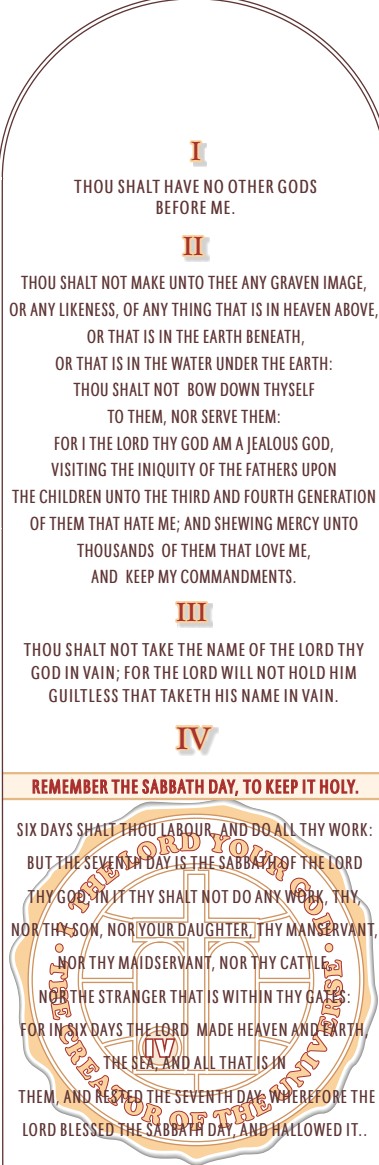 I
THOU SHALT HAVE NO OTHER GODS
BEFORE ME.
II
THOU SHALT NOT MAKE UNTO THEE ANY GRAVEN IMAGE,
OR ANY LIKENESS, OF ANY THING THAT IS IN HEAVEN ABOVE,
OR THAT IS IN THE EARTH BENEATH,
OR THAT IS IN THE WATER UNDER THE EARTH:
THOU SHALT NOT BOW DOWN THYSELF
TO THEM, NOR SERVE THEM:
FOR I THE LORD THY GOD AM A JEALOUS GOD,
VISITING THE INIQUITY OF THE FATHERS UPON
THE CHILDREN UNTO THE THIRD AND FOURTH GENERATION
OF THEM THAT HATE ME; AND SHEWING MERCY UNTO
THOUSANDS OF THEM THAT LOVE ME,
AND KEEP MY COMMANDMENTS.
III
THOU SHALT NOT TAKE THE NAME OF THE LORD THY
GOD IN VAIN; FOR THE LORD WILL NOT HOLD HIM
GUILTLESS THAT TAKETH HIS NAME IN VAIN.
IV
REMEMBER THE SABBATH DAY, TO KEEP IT HOLY.
SIX DAYS SHALT THOU LABOUR, AND DO ALL THY WORK:
BUT THE SEVENTH DAY IS THE SABBATH OF THE LORD
THY GOD, IN IT THY SHALT NOT DO ANY WORK, THY,
NOR THY SON, NOR YOUR DAUGHTER, THY MANSERVANT,
NOR THY MAIDSERVANT, NOR THY CATTLE,
NOR THE STRANGER THAT IS WITHIN THY GATES:
FOR IN SIX DAYS THE LORD MADE HEAVEN AND EARTH,
THE SEA, AND ALL THAT IS IN
THEM, AND RESTED THE SEVENTH DAY: WHEREFORE THE
LORD BLESSED THE SABBATH DAY, AND HALLOWED IT..
I THE LORD YOUR GOD
THE CREATOR OF THE UNIVERSE
IV